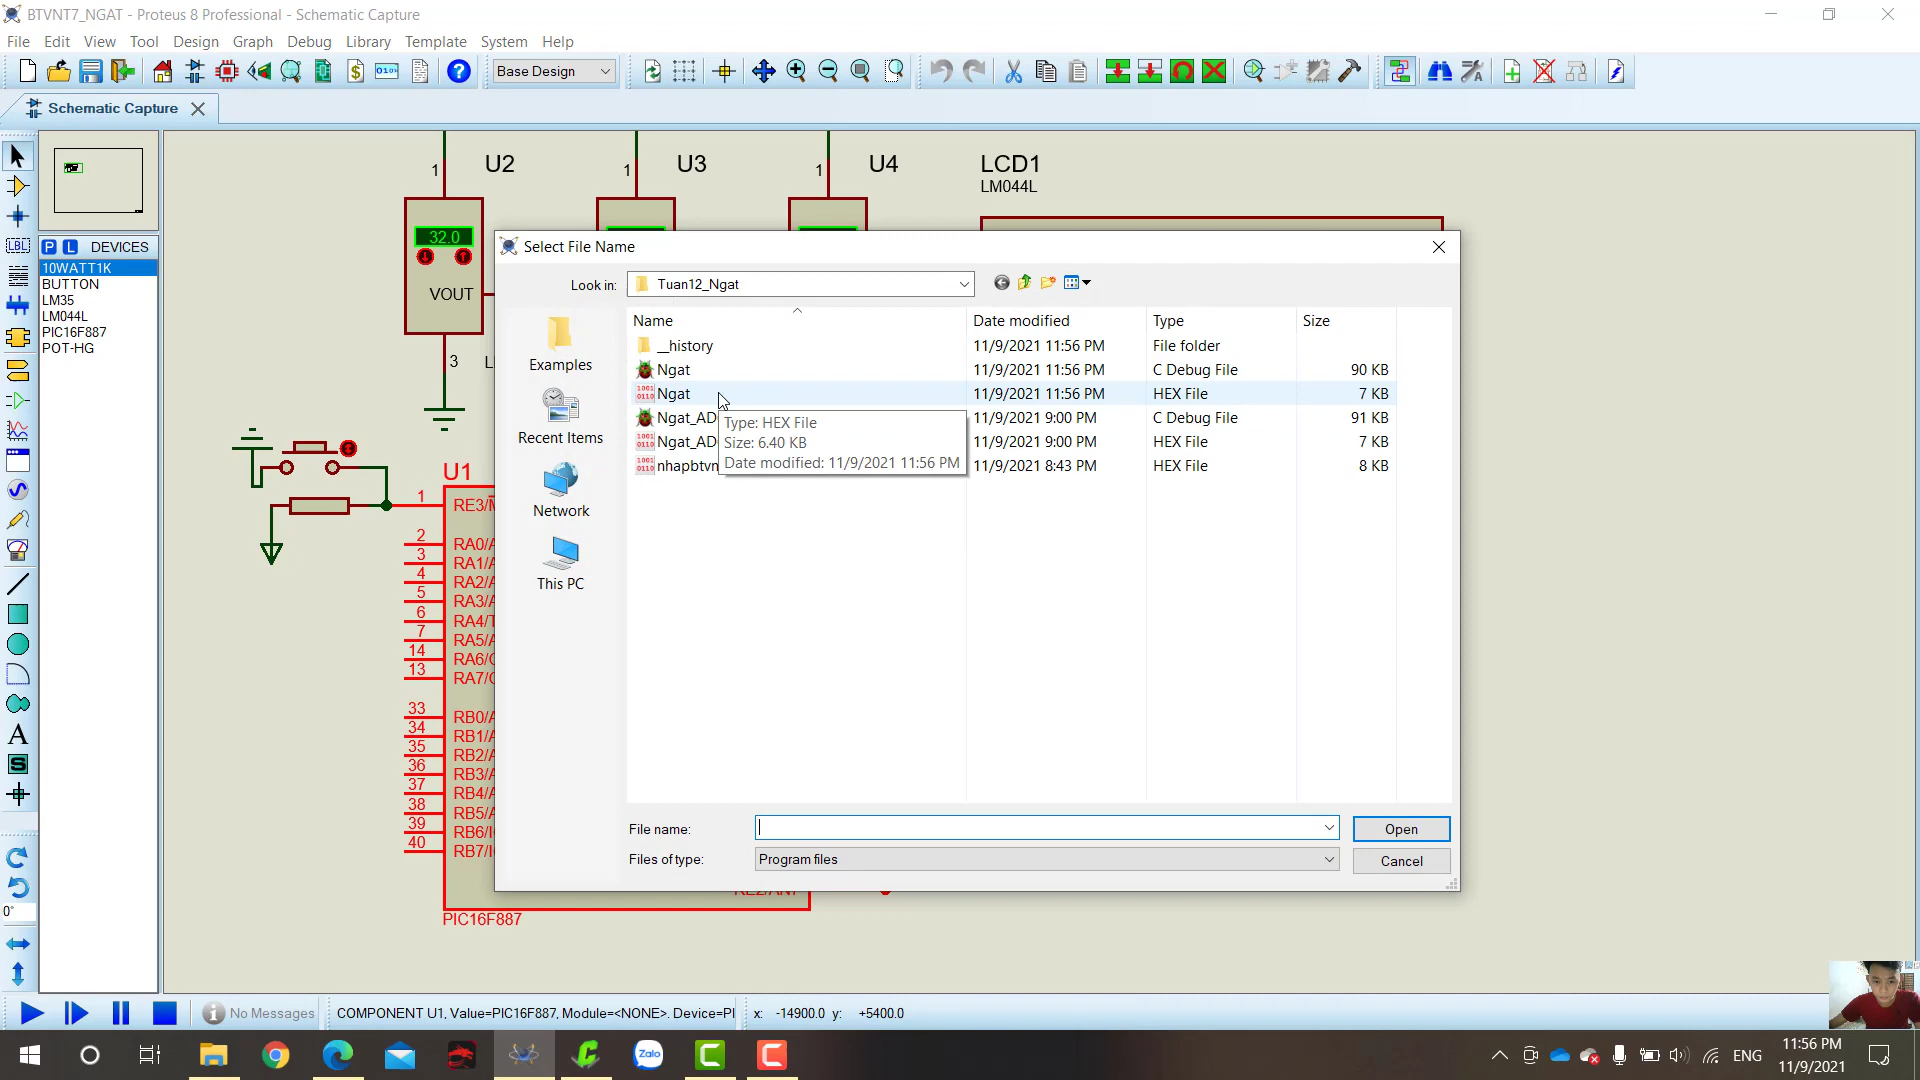 BTVNT7_NGAT - Proteus 8 Professional - Schematic Capture
File Edit View Tool Design Graph Debug Library Template System Help
Base Design
Schematic Capture
P L DEVICES
10WATT1K
BUTTON
LM35
LM044L
PIC16F887
POT-HG
LBL
A
S
0°
1 U2
1 U3
1 U4
LCD1
LM044L
32.0
VOUT
3
U1
1 RE3/
2 RA0/
3 RA1/
4 RA2/
5 RA3/
6 RA4/
7 RA5/
14 RA6/
13 RA7/
33 RB0/
34 RB1/
35 RB2/
36 RB3/
37 RB4/
38 RB5/
39 RB6/
40 RB7/
RE2/AN7
PIC16F887
Select File Name
Look in: Tuan12_Ngat
Examples
Recent Items
Network
This PC
Name Date modified Type Size
__history 11/9/2021 11:56 PM File folder
Ngat 11/9/2021 11:56 PM C Debug File 90 KB
Ngat 11/9/2021 11:56 PM HEX File 7 KB
Ngat_AD 11/9/2021 9:00 PM C Debug File 91 KB
Ngat_AD 11/9/2021 9:00 PM HEX File 7 KB
nhapbtvn 11/9/2021 8:43 PM HEX File 8 KB
Type: HEX File
Size: 6.40 KB
Date modified: 11/9/2021 11:56 PM
File name:
Open
Files of type: Program files
Cancel
No Messages
COMPONENT U1, Value=PIC16F887, Module=<NONE>. Device=PI
x: -14900.0 y: +5400.0
Zalo
ENG
11:56 PM
11/9/2021